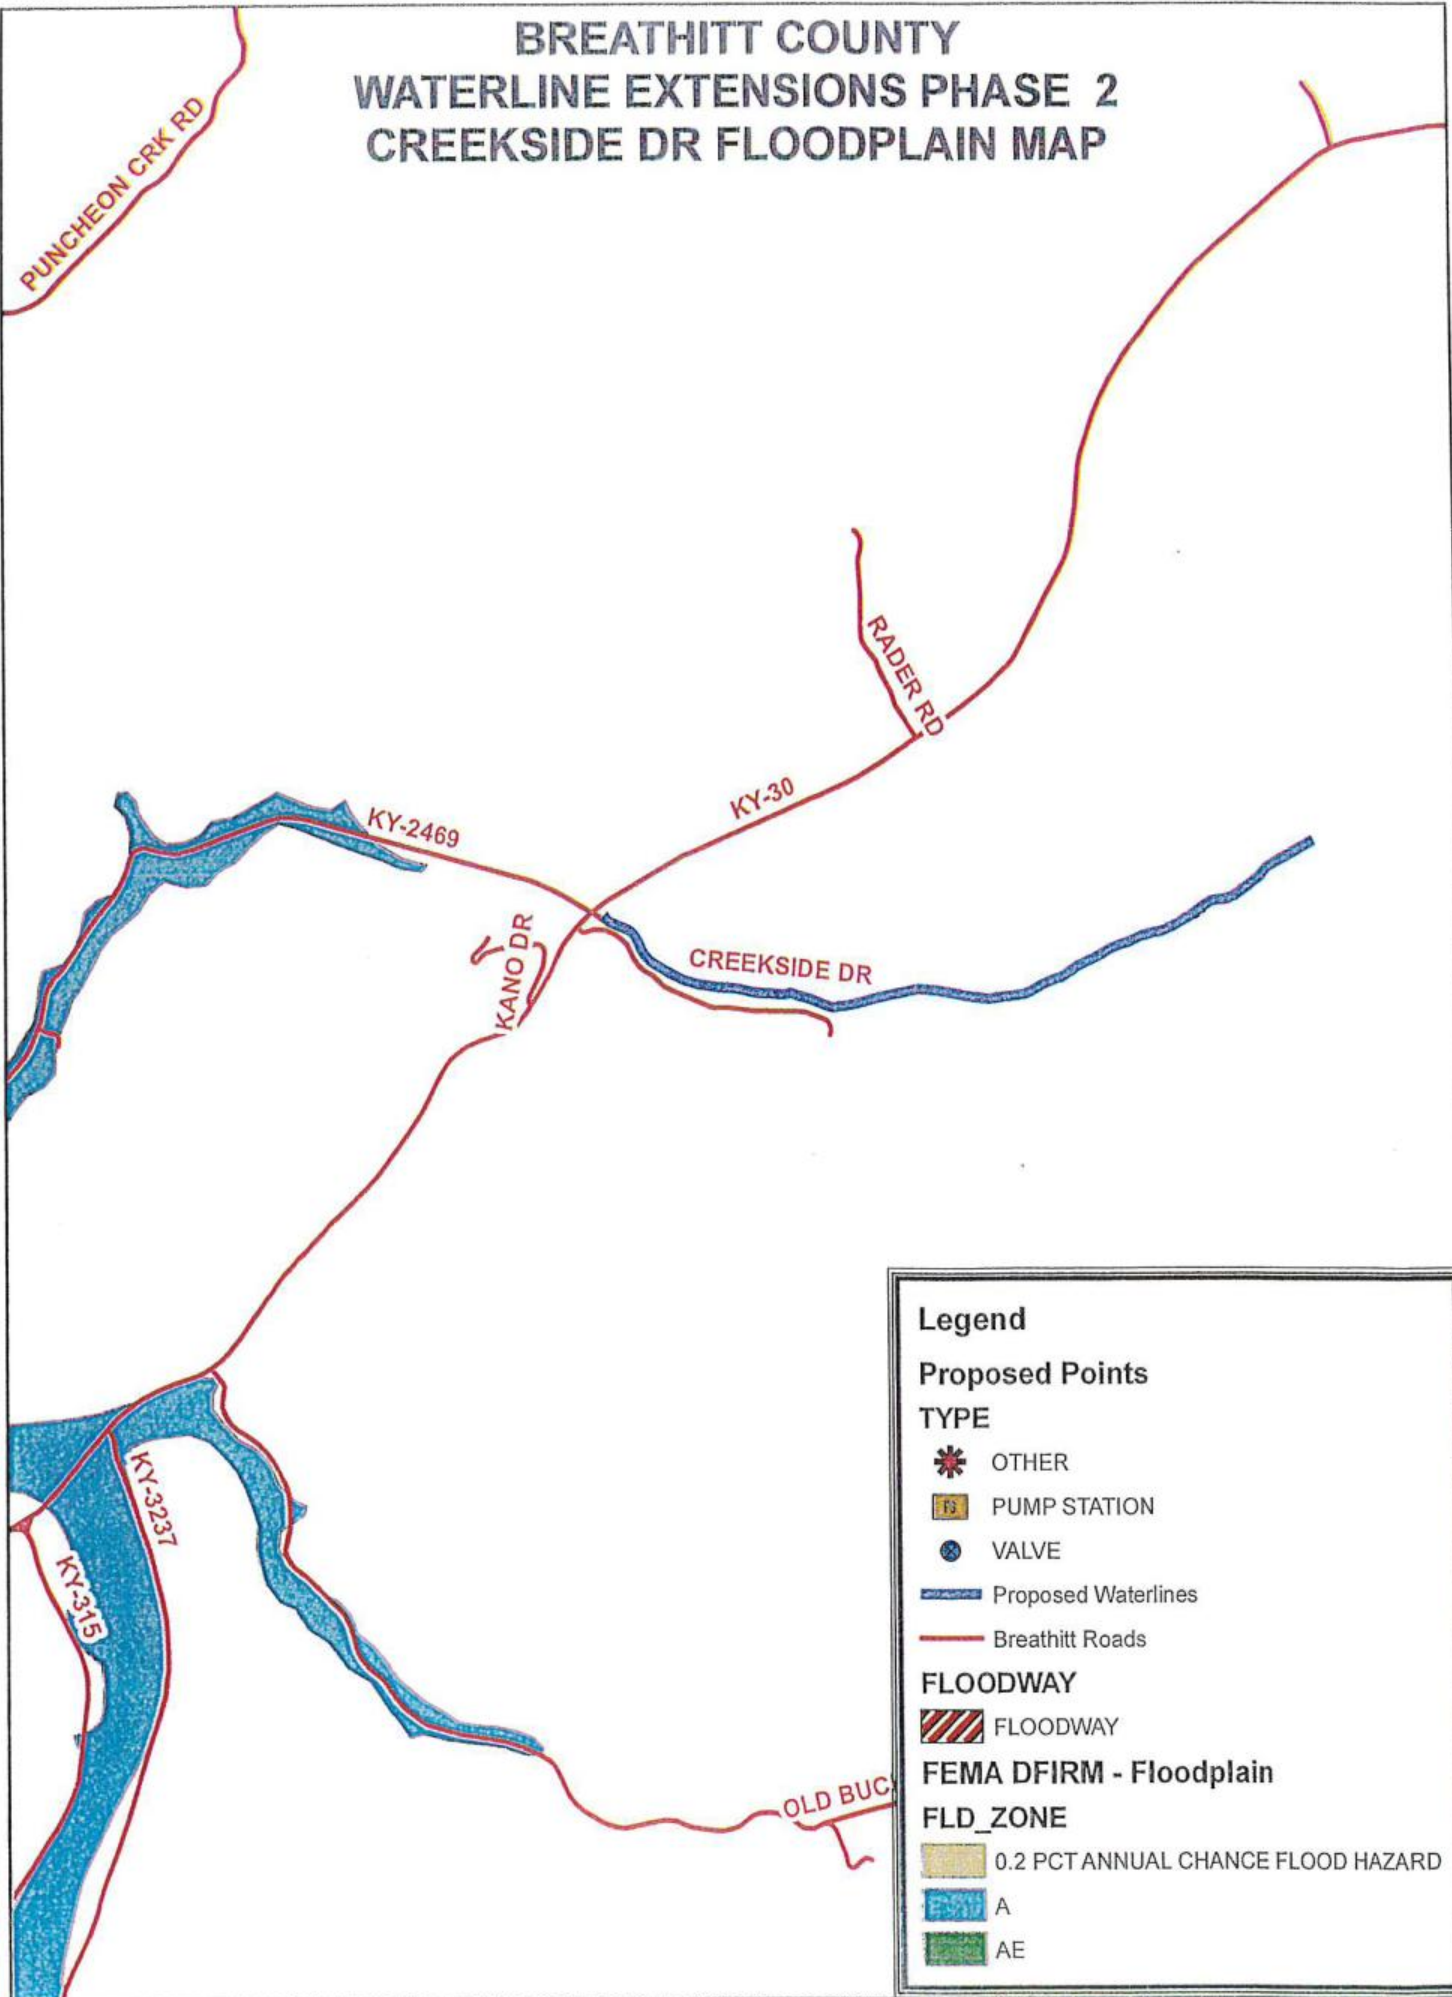 BREATHITT COUNTY
WATERLINE EXTENSIONS PHASE 2
CREEKSIDE DR FLOODPLAIN MAP
PUNCHEON CRK RD
RADER RD
KY-30
KY-2469
KANO DR
CREEKSIDE DR
KY-3237
KY-315
OLD BUC
Legend
Proposed Points
TYPE
OTHER
PS
PUMP STATION
VALVE
Proposed Waterlines
Breathitt Roads
FLOODWAY
FLOODWAY
FEMA DFIRM - Floodplain
FLD_ZONE
0.2 PCT ANNUAL CHANCE FLOOD HAZARD
A
AE